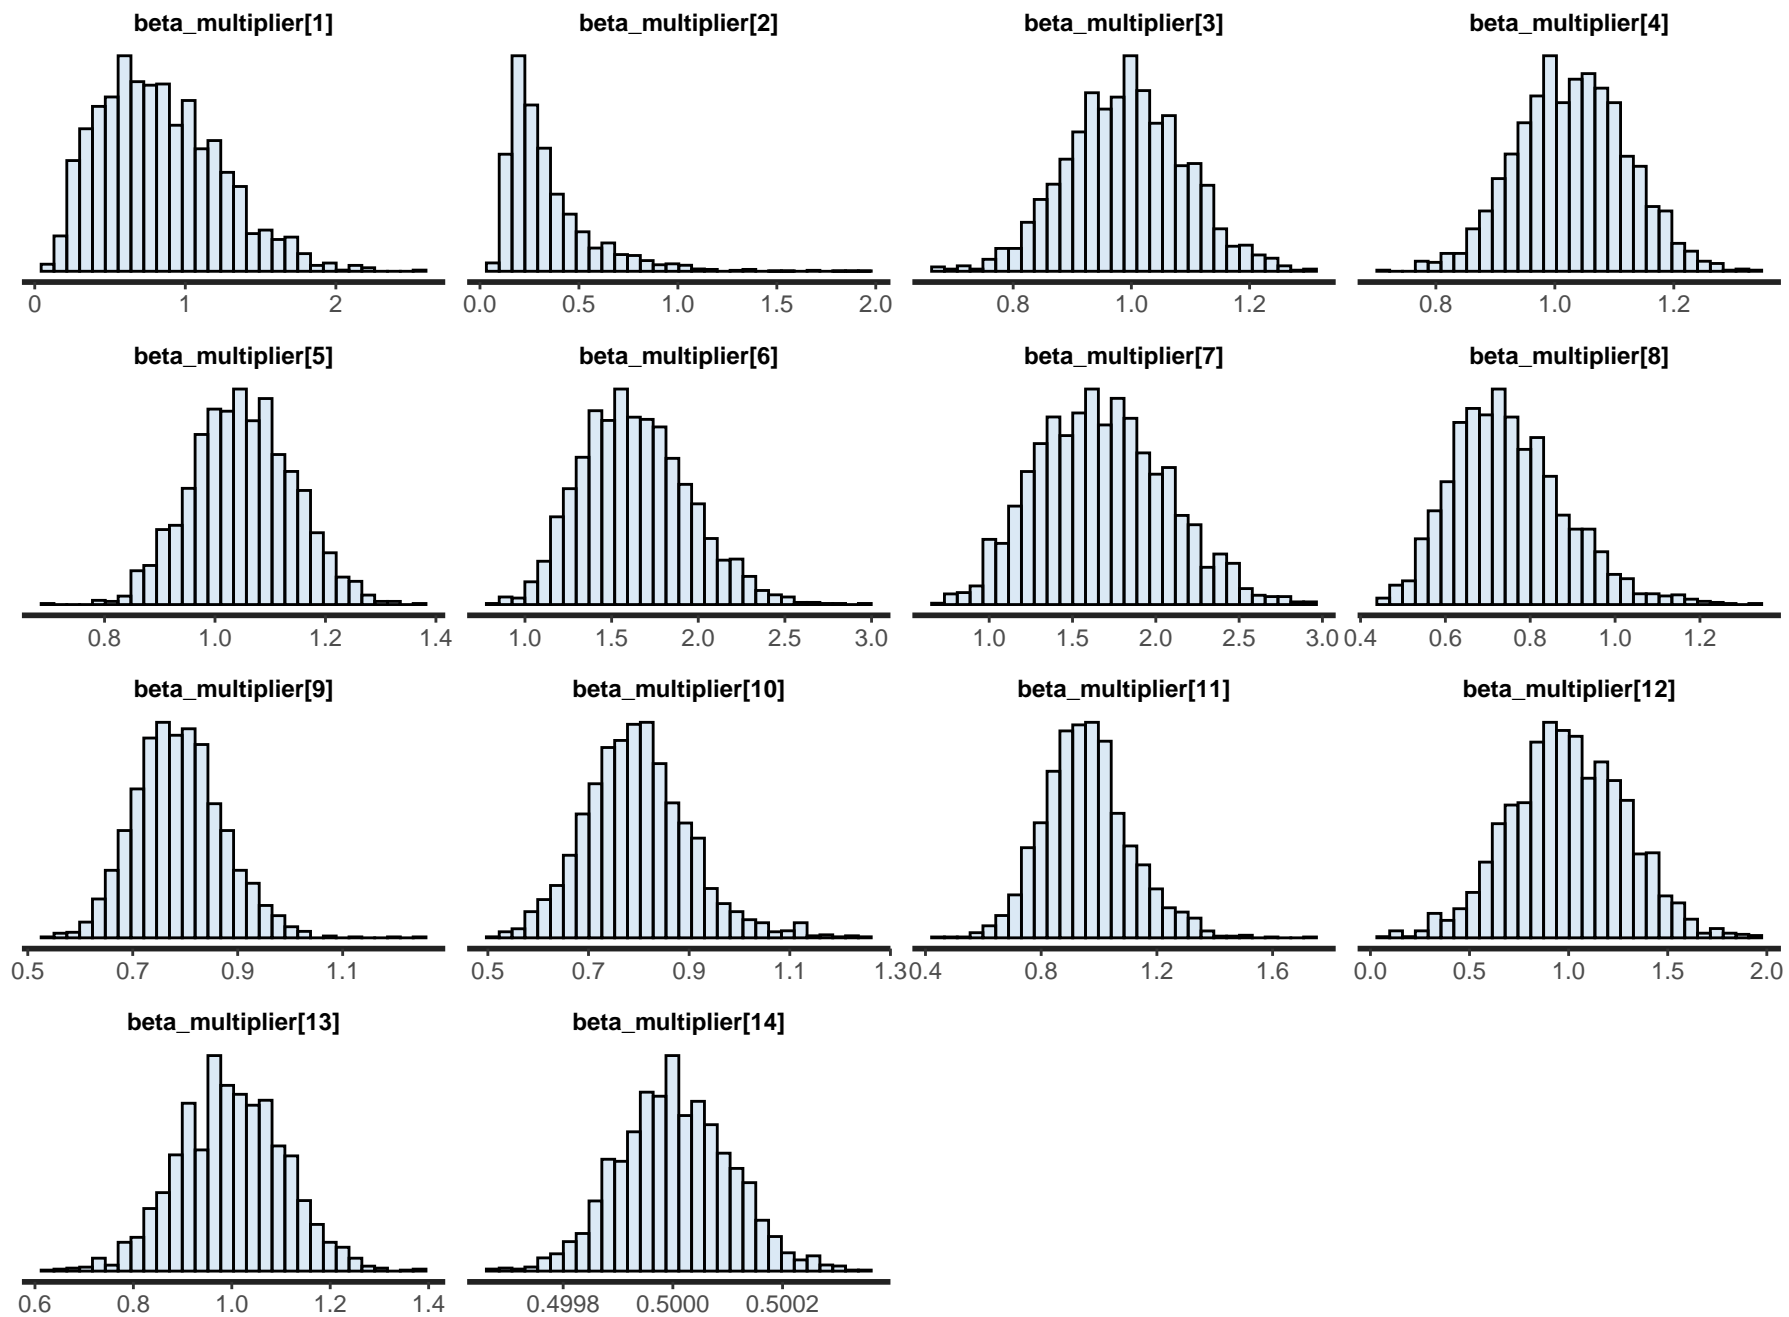 beta_multiplier[1] beta_multiplier[2] beta_multiplier[3] beta_multiplier[4]
0 1 2 0.0 0.5 1.0 1.5 2.0 0.8 1.0 1.2 0.8 1.0 1.2
beta_multiplier[5] beta_multiplier[6] beta_multiplier[7] beta_multiplier[8]
0.8 1.0 1.2 1.4 1.0 1.5 2.0 2.5 3.0 1.0 1.5 2.0 2.5 3.0 0.4 0.6 0.8 1.0 1.2
beta_multiplier[9] beta_multiplier[10] beta_multiplier[11] beta_multiplier[12]
0.5 0.7 0.9 1.1 0.5 0.7 0.9 1.1 1.3 0.4 0.8 1.2 1.6 0.0 0.5 1.0 1.5 2.0
beta_multiplier[13] beta_multiplier[14]
0.6 0.8 1.0 1.2 1.4 0.4998 0.5000 0.5002